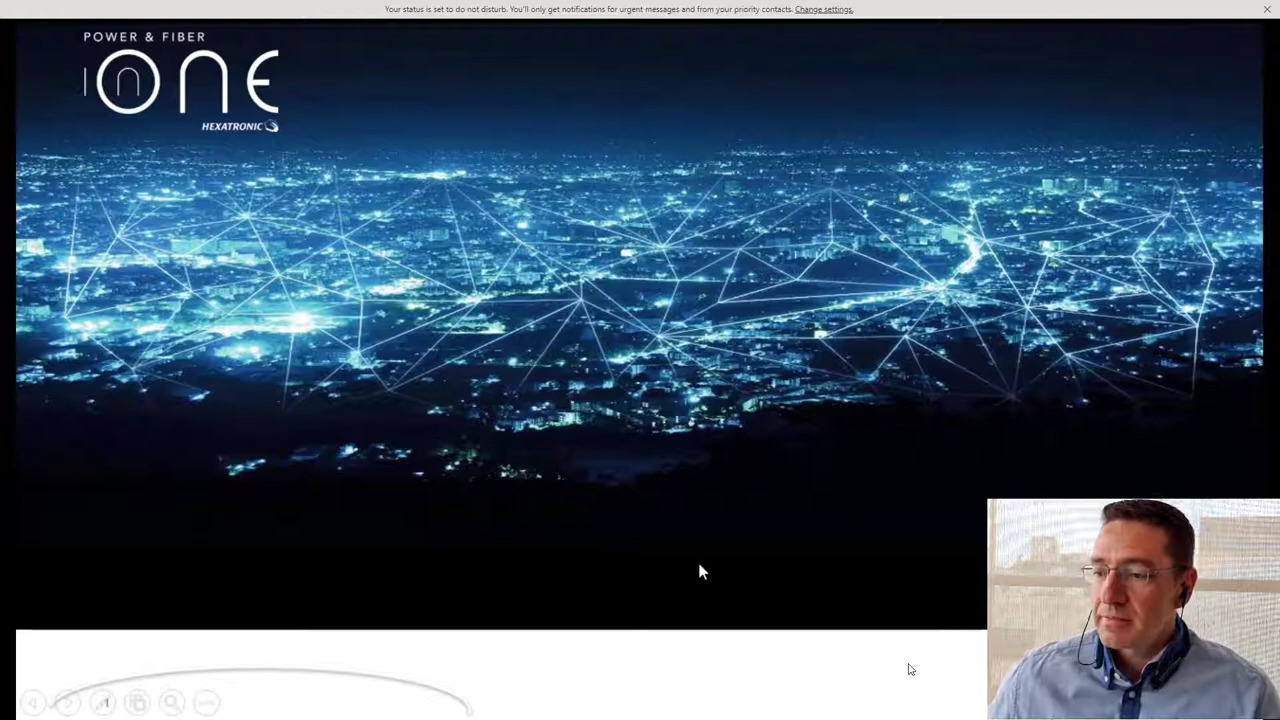 Your status is set to do not disturb. You'll only get notifications for urgent messages and from your priority contacts. Change settings.
POWER & FIBER
IN ONE
HEXATRONIC